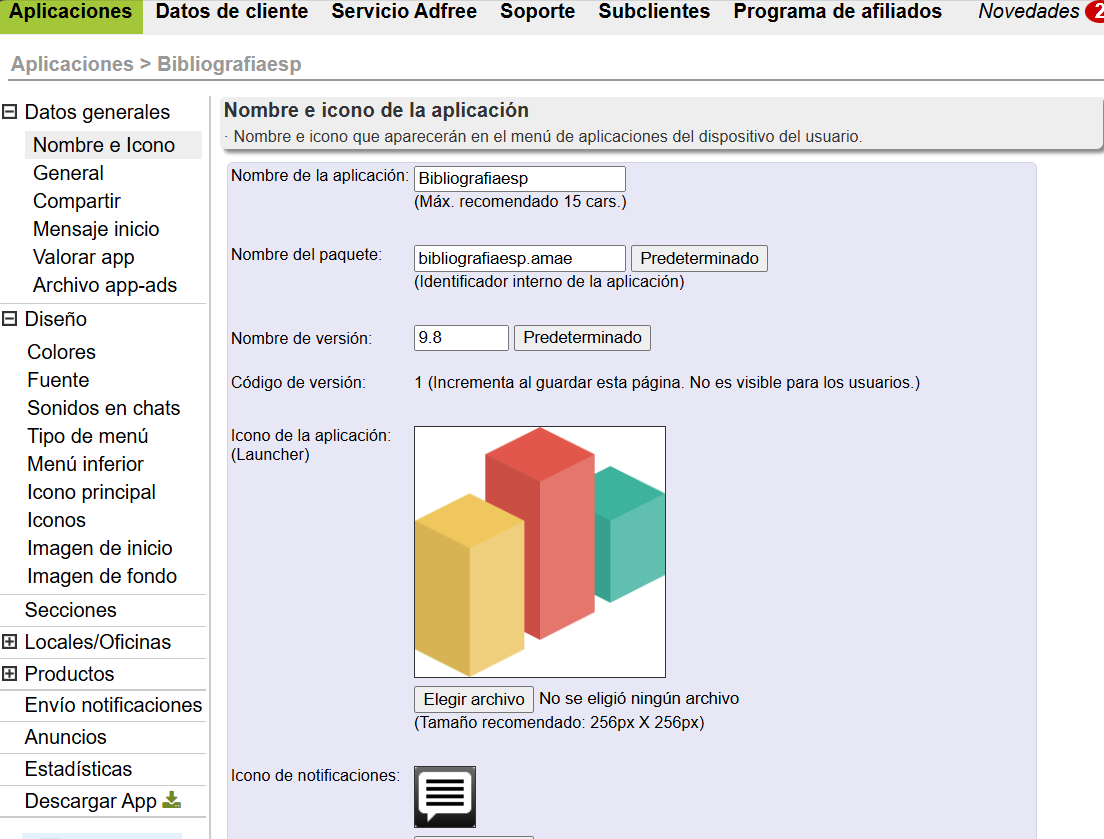 Aplicaciones Datos de cliente Servicio Adfree Soporte Subclientes Programa de afiliados Novedades 2
Aplicaciones > Bibliografiaesp
Datos generales
Nombre e Icono
General
Compartir
Mensaje inicio
Valorar app
Archivo app-ads
Diseño
Colores
Fuente
Sonidos en chats
Tipo de menú
Menú inferior
Icono principal
Iconos
Imagen de inicio
Imagen de fondo
Secciones
Locales/Oficinas
Productos
Envío notificaciones
Anuncios
Estadísticas
Descargar App
Nombre e icono de la aplicación
· Nombre e icono que aparecerán en el menú de aplicaciones del dispositivo del usuario.
Nombre de la aplicación: Bibliografiaesp
(Máx. recomendado 15 cars.)
Nombre del paquete: bibliografiaesp.amae Predeterminado
(Identificador interno de la aplicación)
Nombre de versión: 9.8 Predeterminado
Código de versión: 1 (Incrementa al guardar esta página. No es visible para los usuarios.)
Icono de la aplicación:
(Launcher)
Elegir archivo No se eligió ningún archivo
(Tamaño recomendado: 256px X 256px)
Icono de notificaciones: